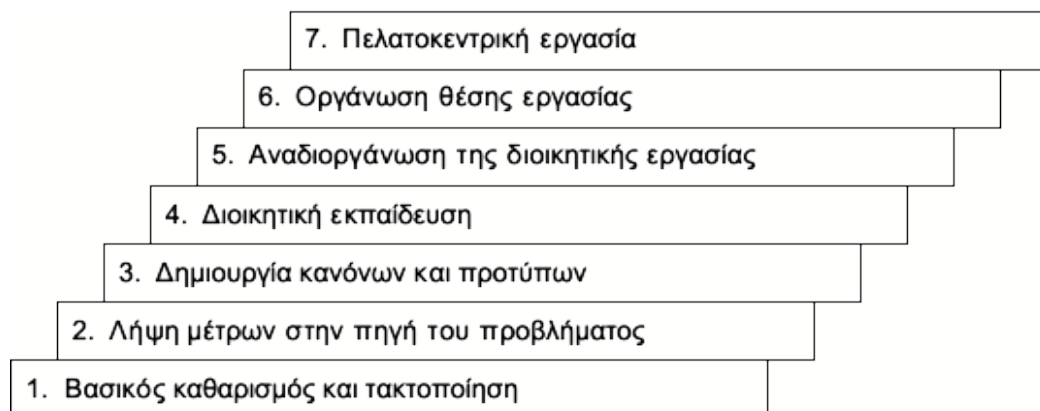 7. Πελατοκεντρική εργασία
6. Οργάνωση θέσης εργασίας
5. Αναδιοργάνωση της διοικητικής εργασίας
4. Διοικητική εκπαίδευση
3. Δημιουργία κανόνων και προτύπων
2. Λήψη μέτρων στην πηγή του προβλήματος
1. Βασικός καθαρισμός και τακτοποίηση